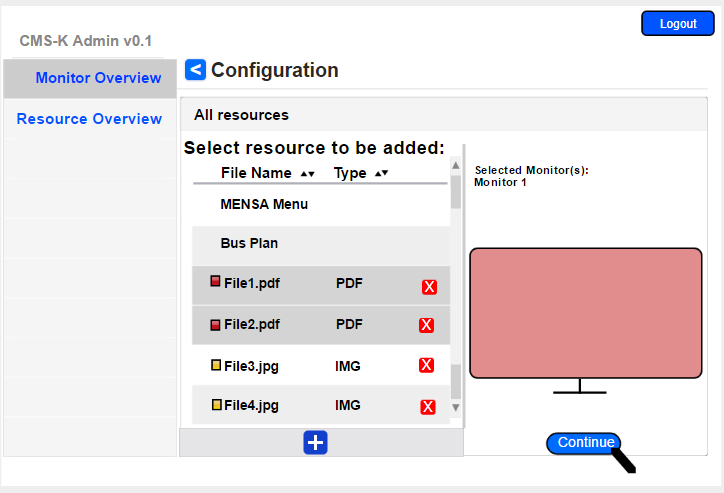 Logout
CMS-K Admin v0.1
Monitor Overview
Resource Overview
< Configuration
All resources
Select resource to be added:
File Name Type
MENSA Menu
Bus Plan
File1.pdf PDF X
File2.pdf PDF X
File3.jpg IMG X
File4.jpg IMG X
+
Selected Monitor(s):
Monitor 1
Continue